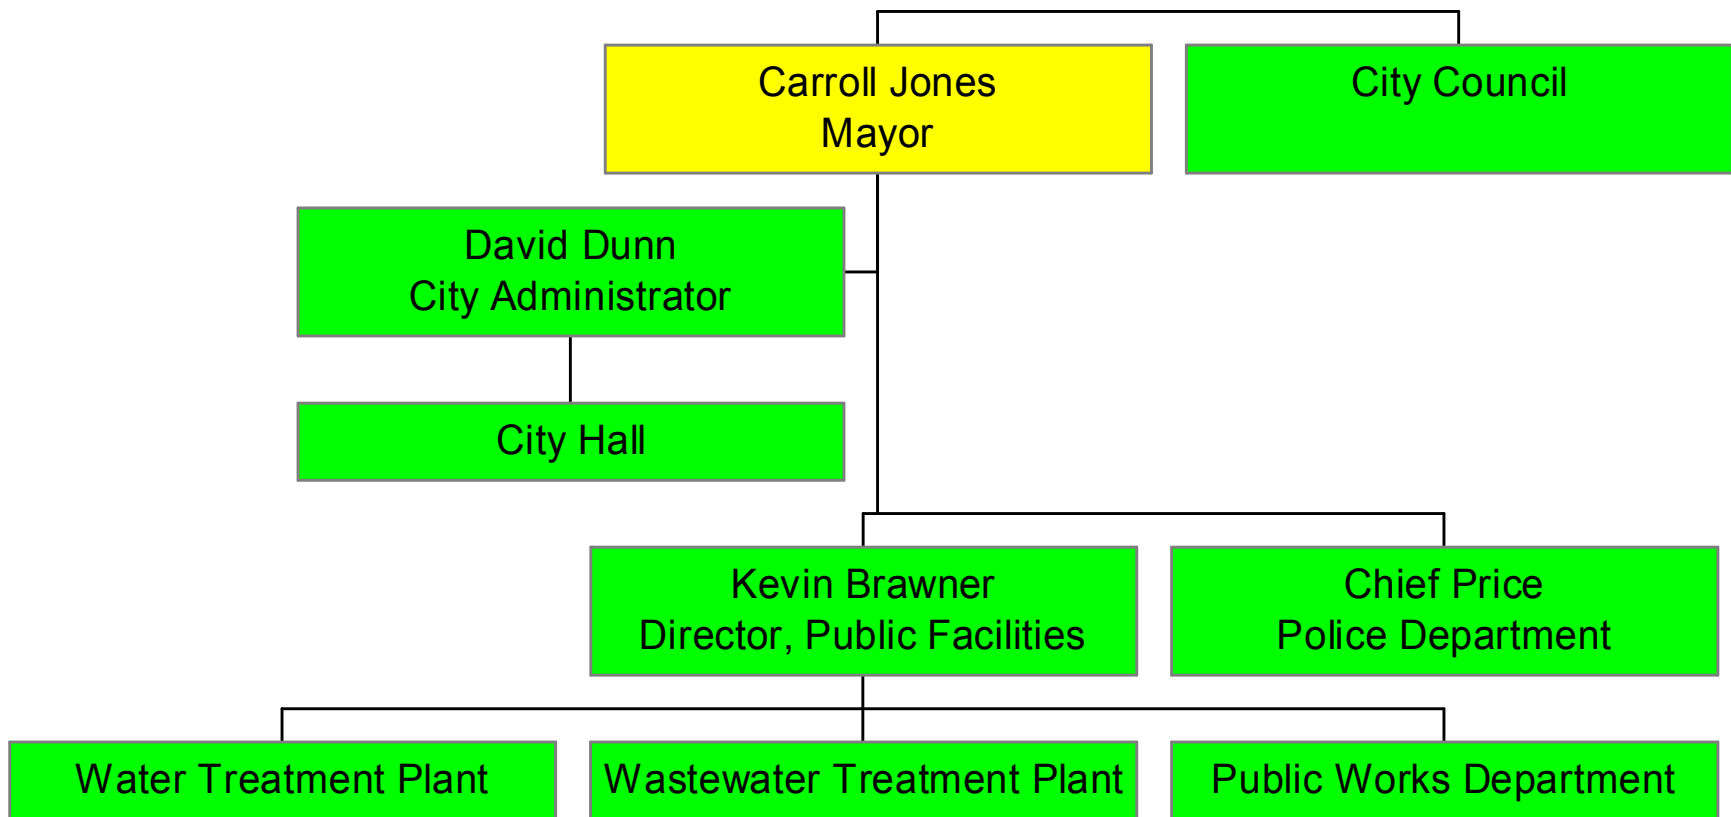 Carroll Jones
Mayor
City Council
David Dunn
City Administrator
City Hall
Kevin Brawner
Director, Public Facilities
Chief Price
Police Department
Water Treatment Plant
Wastewater Treatment Plant
Public Works Department